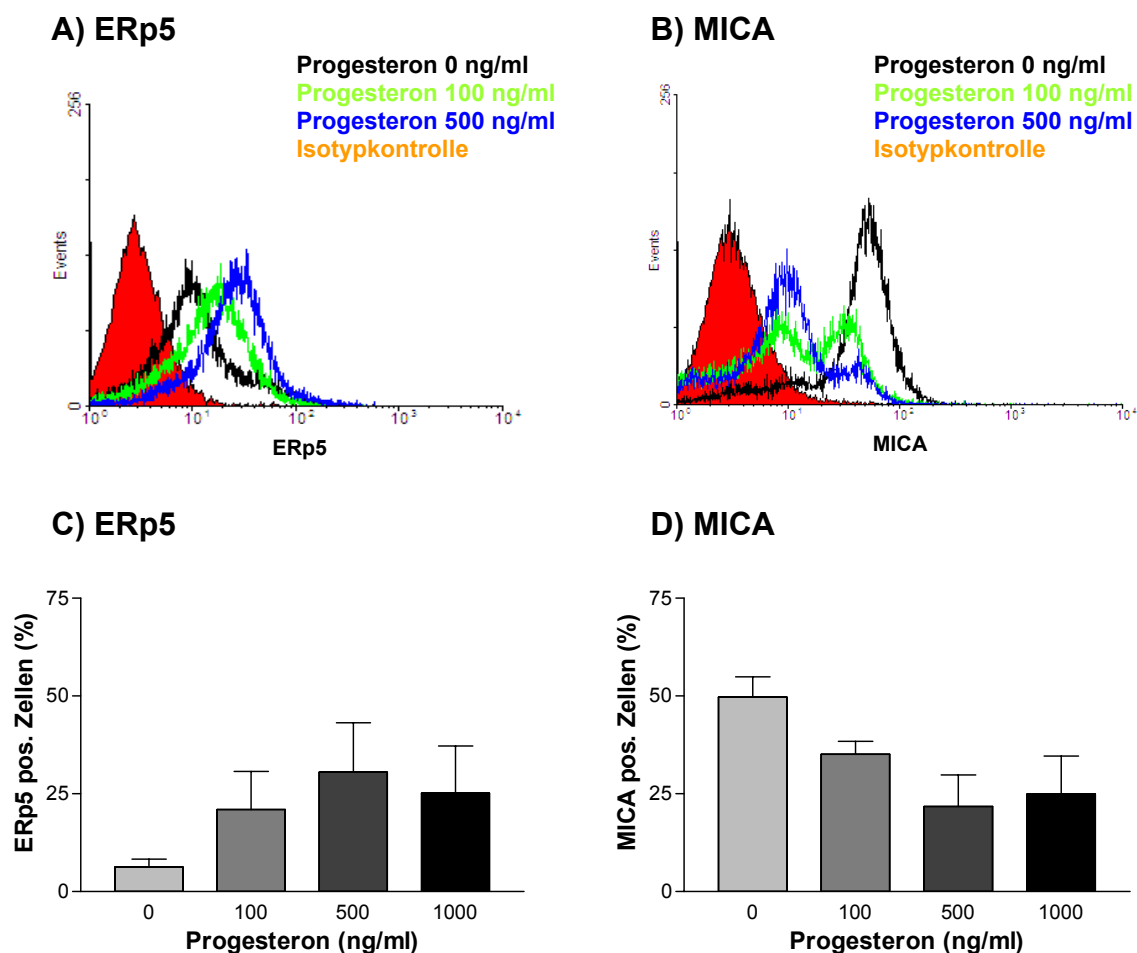 A) ERp5
Progesteron 0 ng/ml
Progesteron 100 ng/ml
Progesteron 500 ng/ml
Isotypkontrolle
256
Events
0
10⁰ 10¹ 10² 10³ 10⁴
ERp5
B) MICA
Progesteron 0 ng/ml
Progesteron 100 ng/ml
Progesteron 500 ng/ml
Isotypkontrolle
256
Events
0
10⁰ 10¹ 10² 10³ 10⁴
MICA
C) ERp5
ERp5 pos. Zellen (%)
75
50
25
0
0 100 500 1000
Progesteron (ng/ml)
D) MICA
MICA pos. Zellen (%)
75
50
25
0
0 100 500 1000
Progesteron (ng/ml)